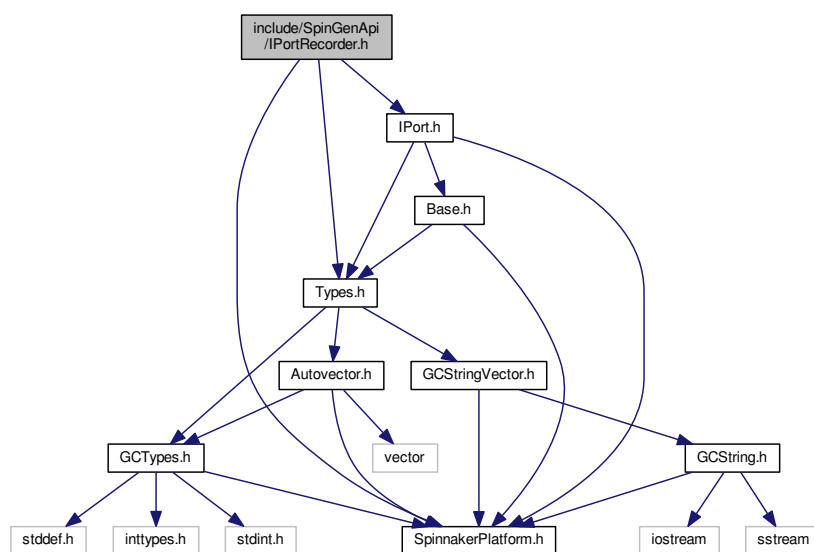 include/SpinGenApi
/IPortRecorder.h
IPort.h
Base.h
Types.h
Autovector.h
GCStringVector.h
GCTypes.h
vector
GCString.h
stddef.h
inttypes.h
stdint.h
SpinnakerPlatform.h
iostream
sstream